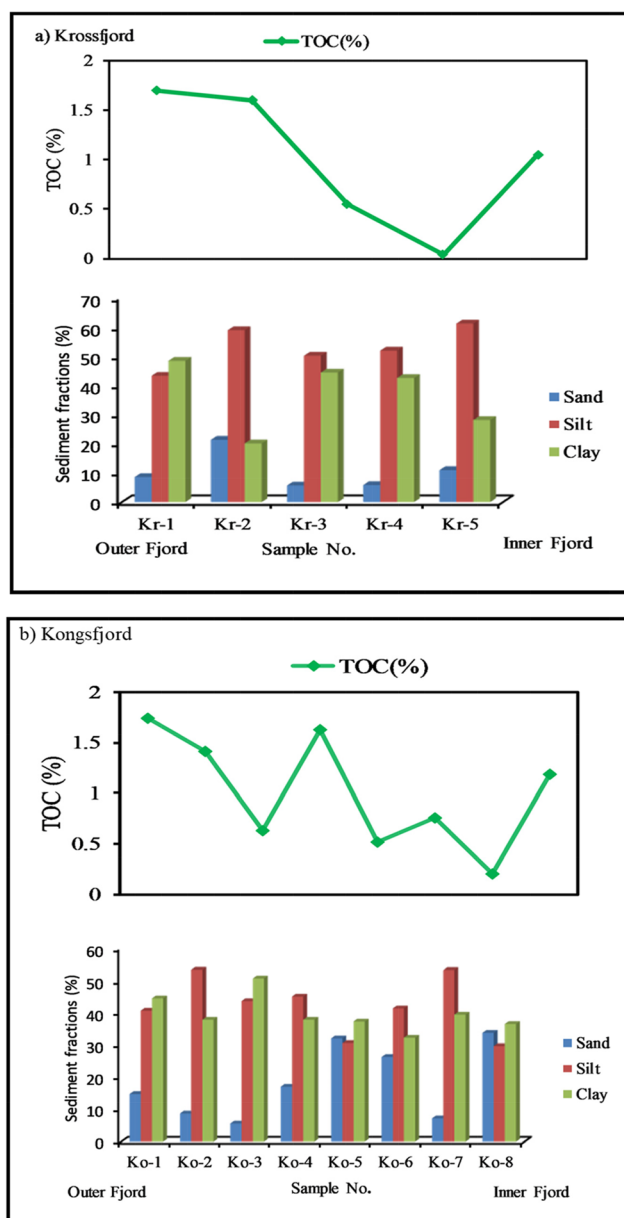 a) Krossfjord
TOC(%)
TOC (%)
2
1.5
1
0.5
0
Sediment fractions (%)
70
60
50
40
30
20
10
0
Sand
Silt
Clay
Kr-1 Kr-2 Kr-3 Kr-4 Kr-5
Outer Fjord Sample No. Inner Fjord
b) Kongsfjord
TOC(%)
TOC (%)
2
1.5
1
0.5
0
Sediment fractions (%)
60
50
40
30
20
10
0
Sand
Silt
Clay
Ko-1 Ko-2 Ko-3 Ko-4 Ko-5 Ko-6 Ko-7 Ko-8
Outer Fjord Sample No. Inner Fjord